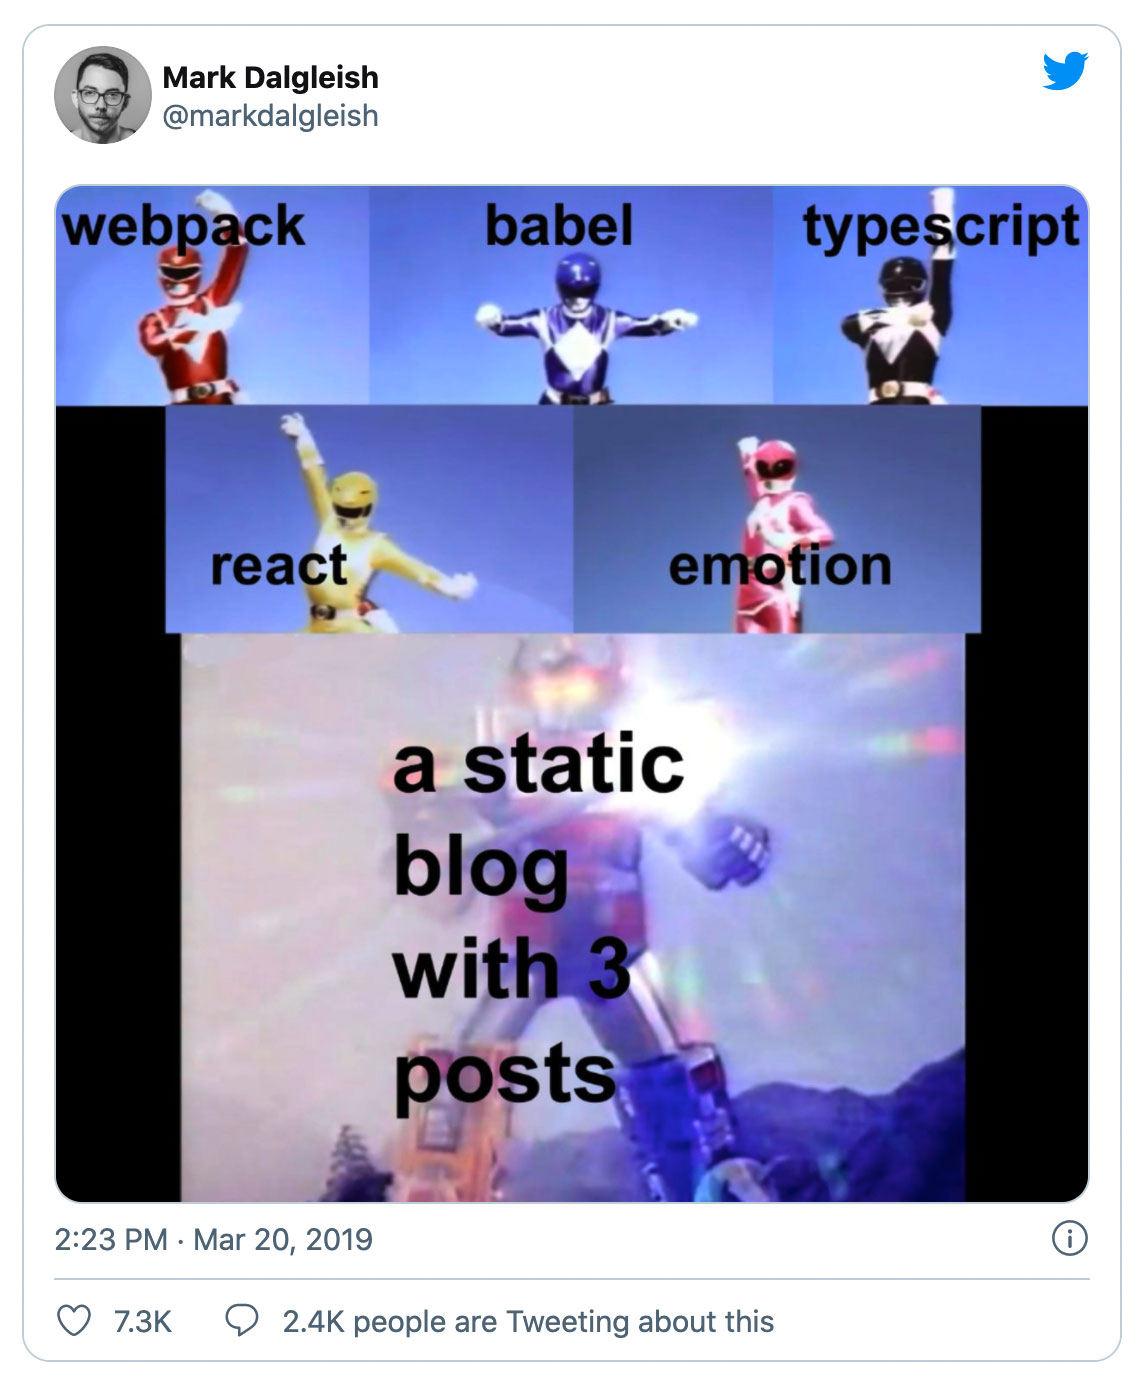 Mark Dalgleish
@markdalgleish
webpack
babel
typescript
react
emotion
a static
blog
with 3
posts
2:23 PM · Mar 20, 2019
7.3K
2.4K people are Tweeting about this